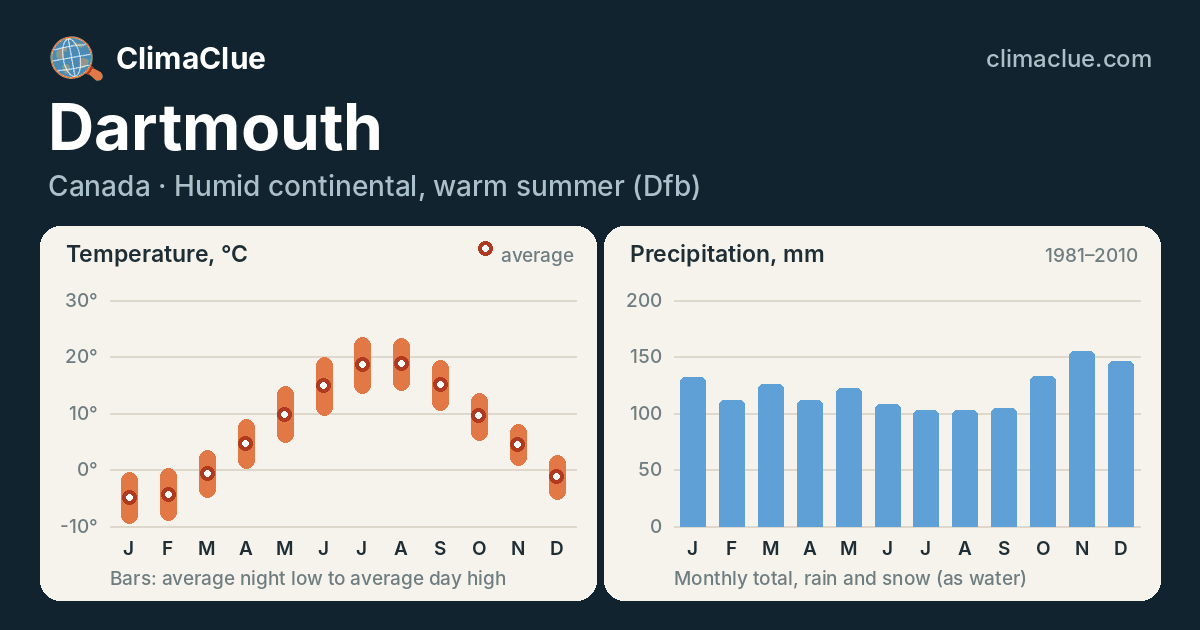 ClimaClue
climaclue.com
Dartmouth
Canada · Humid continental, warm summer (Dfb)
Temperature, °C
average
30°
20°
10°
0°
-10°
J F M A M J J A S O N D
Bars: average night low to average day high
Precipitation, mm
1981–2010
200
150
100
50
0
J F M A M J J A S O N D
Monthly total, rain and snow (as water)